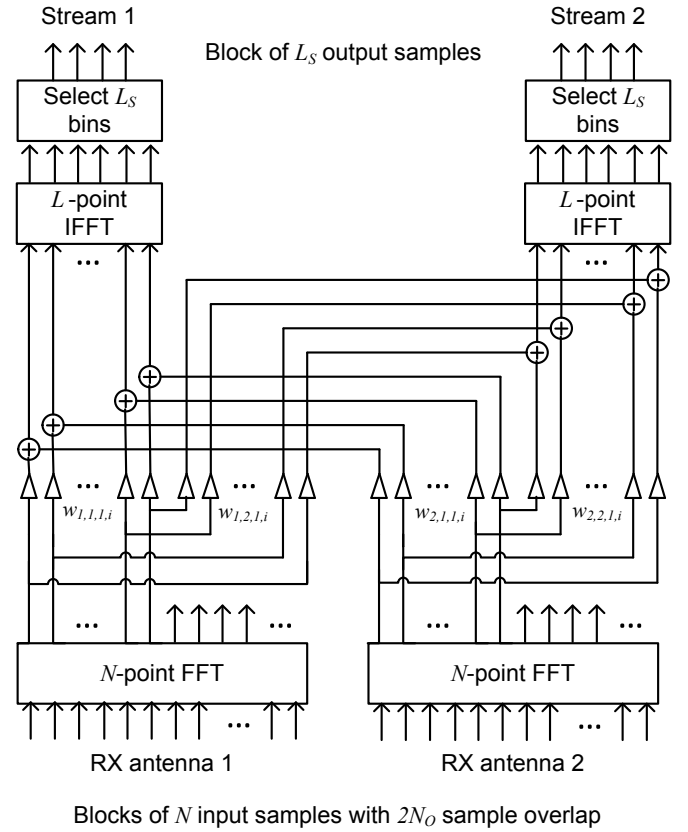 Stream 1
Stream 2
Block of L_S output samples
Select L_S
bins
Select L_S
bins
L-point
IFFT
L-point
IFFT
...
...
+
+
+
+
+
+
+
+
...
...
...
...
w_{1,1,1,i}
w_{1,2,1,i}
w_{2,1,1,i}
w_{2,2,1,i}
...
...
...
...
N-point FFT
N-point FFT
...
...
RX antenna 1
RX antenna 2
Blocks of N input samples with 2N_O sample overlap